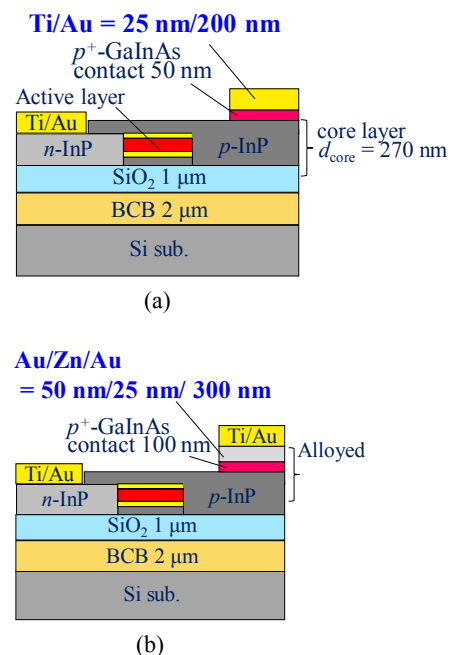 Ti/Au = 25 nm/200 nm
p⁺-GaInAs
contact 50 nm
Active layer
Ti/Au
core layer
n-InP
p-InP
d_core = 270 nm
SiO₂ 1 μm
BCB 2 μm
Si sub.
(a)
Au/Zn/Au
= 50 nm/25 nm/ 300 nm
p⁺-GaInAs
contact 100 nm
Ti/Au
Alloyed
Ti/Au
n-InP
p-InP
SiO₂ 1 μm
BCB 2 μm
Si sub.
(b)